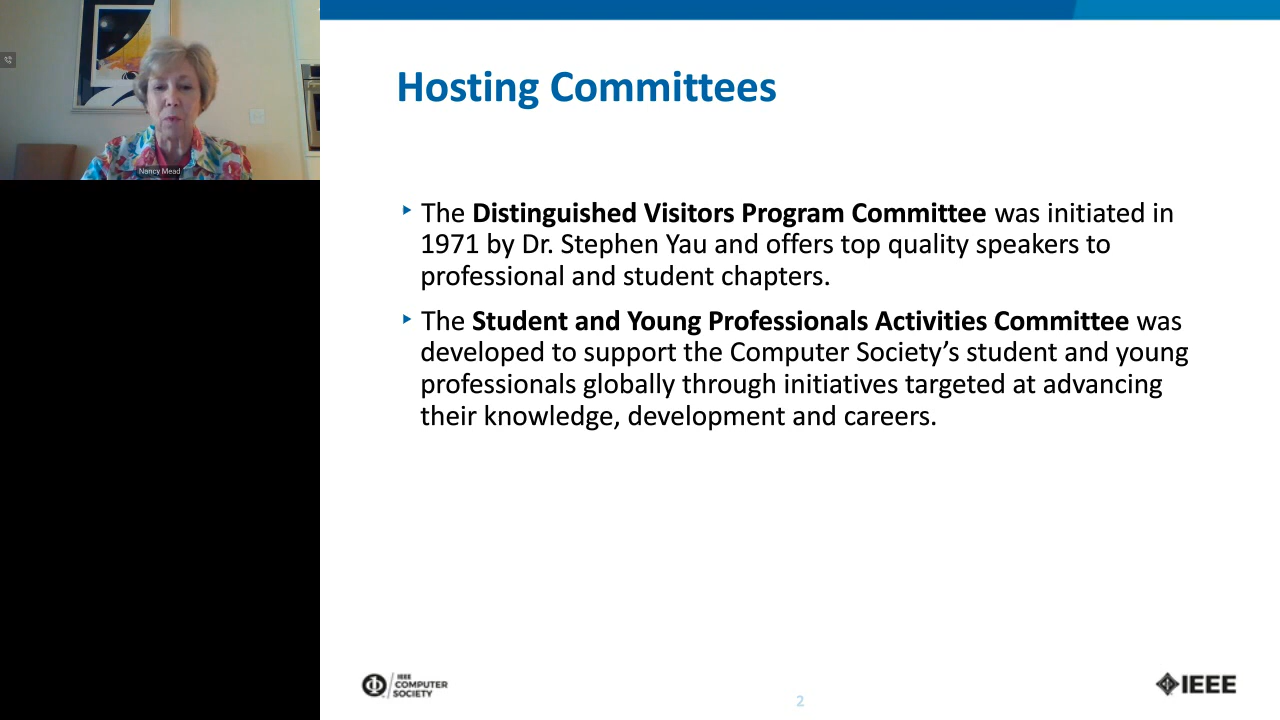 Nancy Mead
Hosting Committees
The Distinguished Visitors Program Committee was initiated in
1971 by Dr. Stephen Yau and offers top quality speakers to
professional and student chapters.
The Student and Young Professionals Activities Committee was
developed to support the Computer Society’s student and young
professionals globally through initiatives targeted at advancing
their knowledge, development and careers.
IEEE
COMPUTER
SOCIETY
2
IEEE